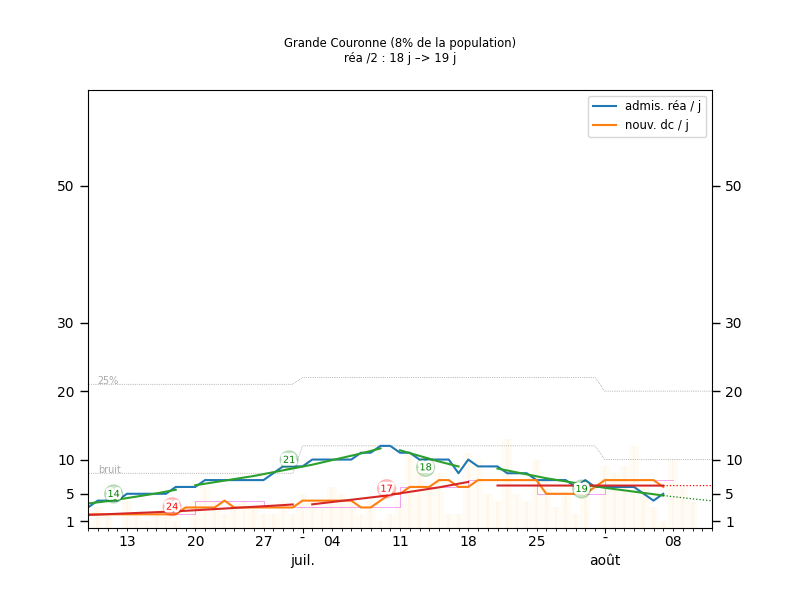 Grande Couronne (8% de la population)
réa /2 : 18 j –> 19 j
admis. réa / j
nouv. dc / j
50 50
30 30
25%
20 20
bruit
10 10
5 5
1 1
21
18
14
17
24
19
13 20 27 - 04 11 18 25 - 08
juil. août